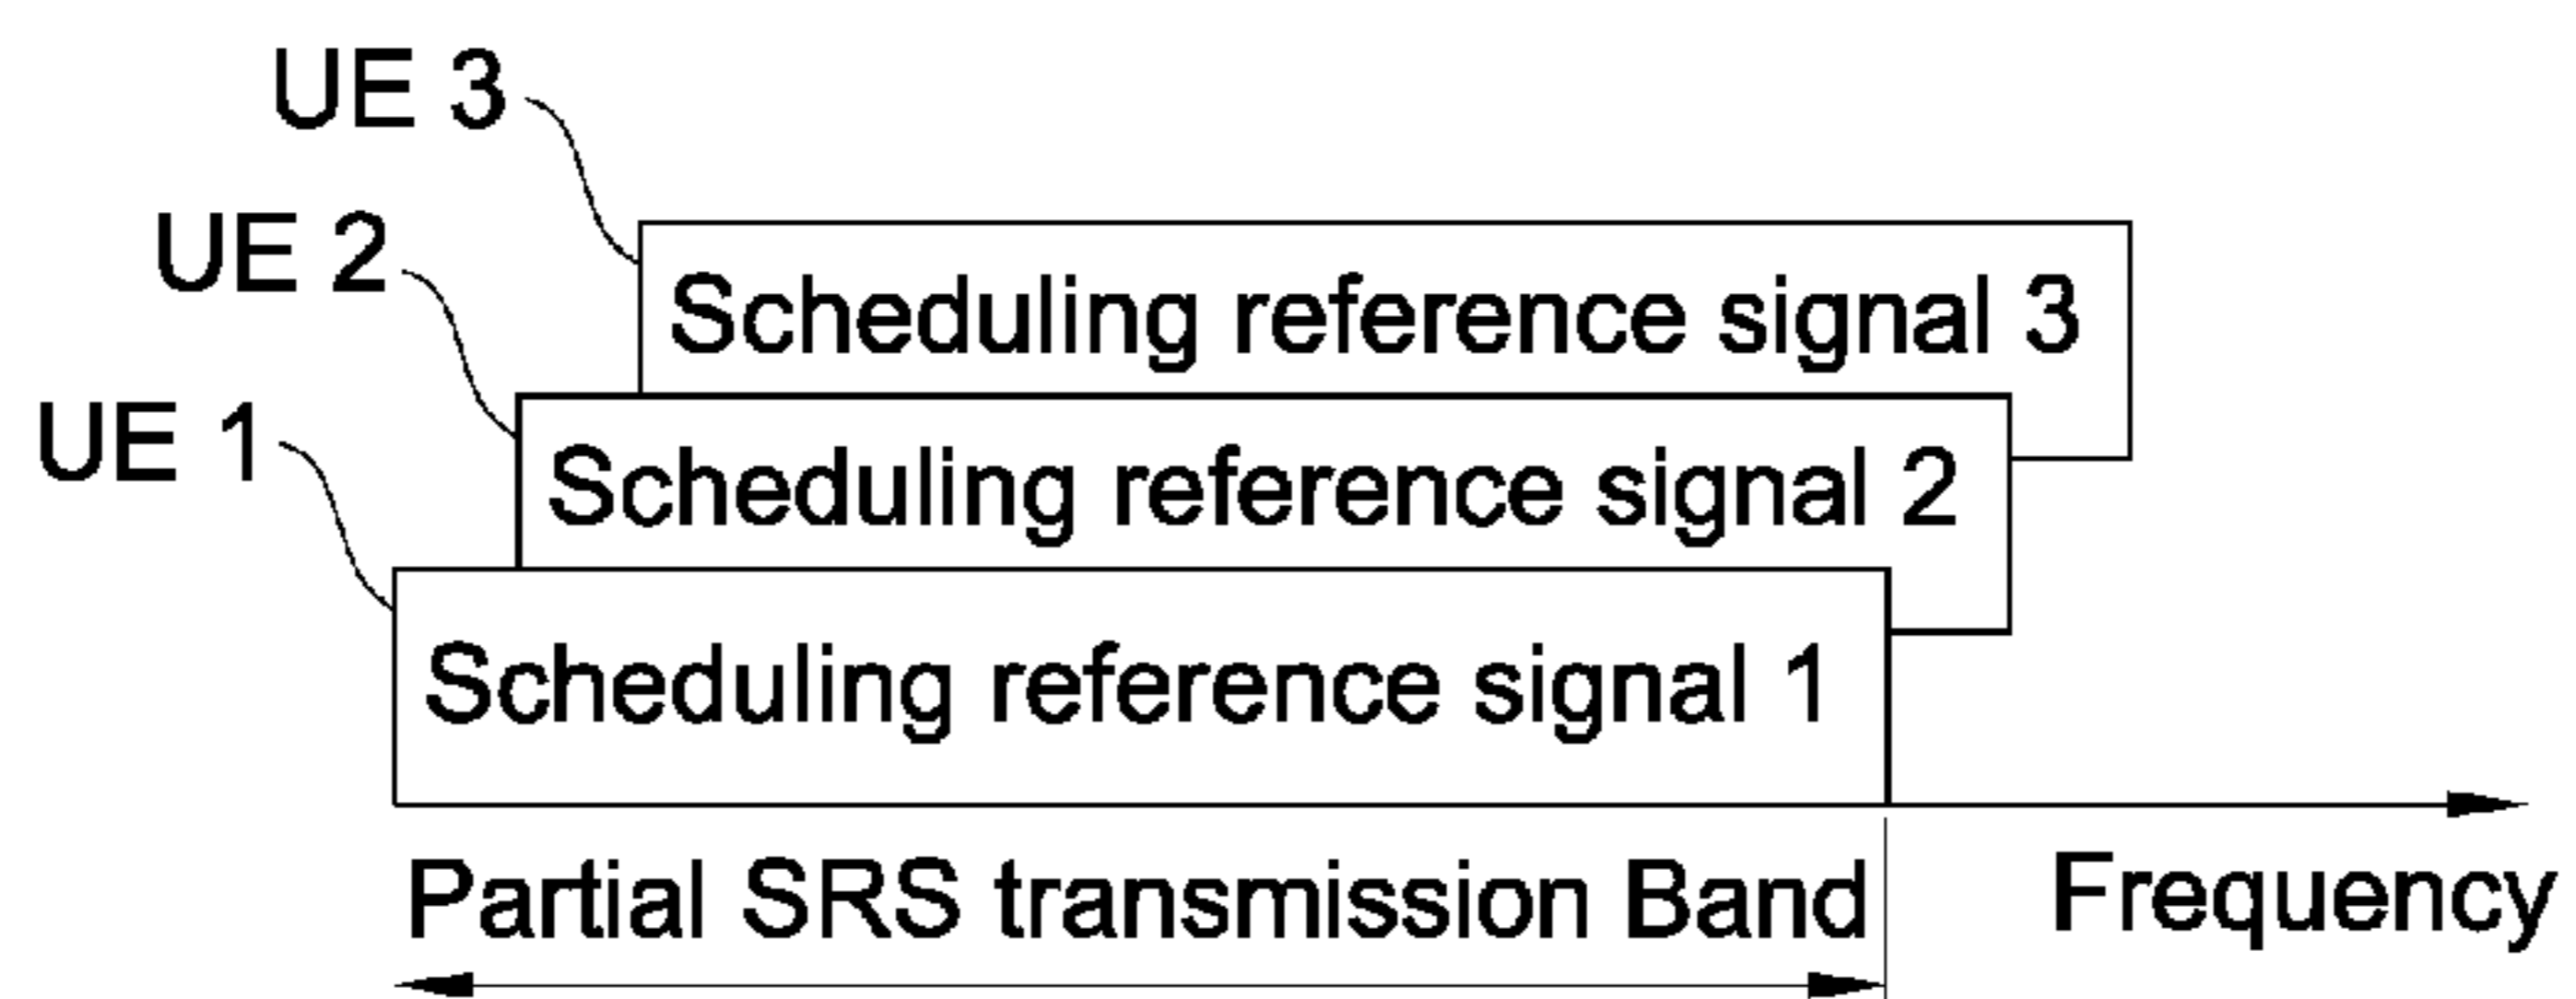 UE 3
UE 2
Scheduling reference signal 3
UE 1
Scheduling reference signal 2
Scheduling reference signal 1
Partial SRS transmission Band
Frequency